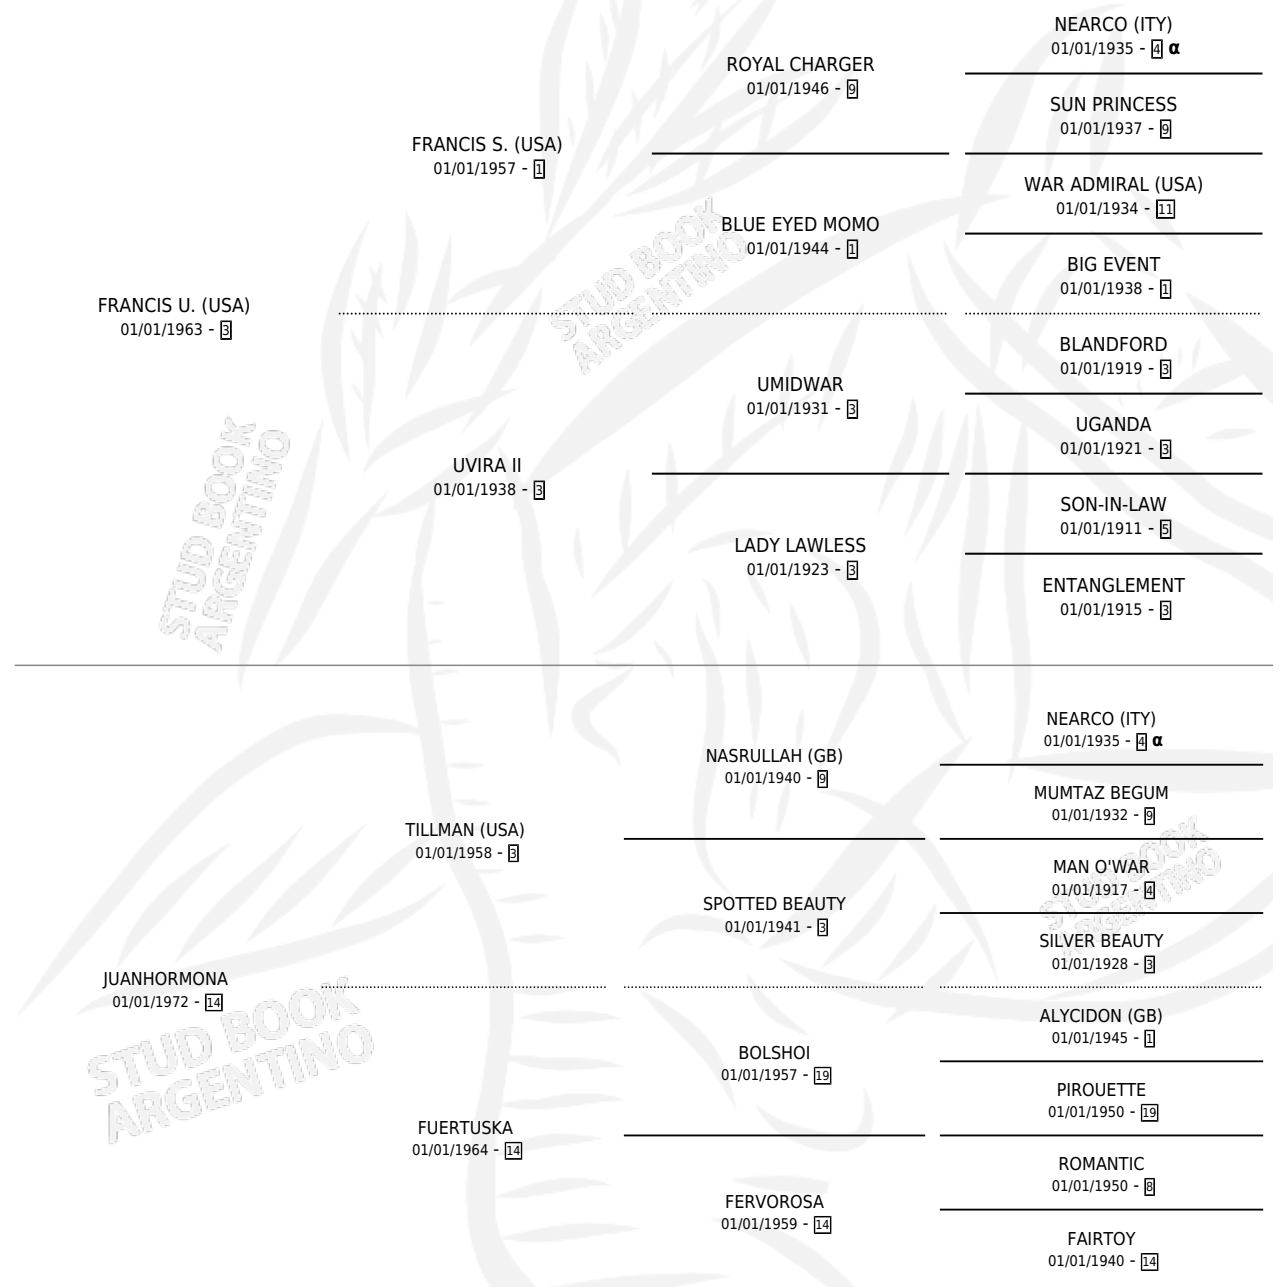 FRANCIS U. (USA)
01/01/1963 - 3
FRANCIS S. (USA)
01/01/1957 - 1
UVIRA II
01/01/1938 - 3
ROYAL CHARGER
01/01/1946 - 9
BLUE EYED MOMO
01/01/1944 - 1
UMIDWAR
01/01/1931 - 3
LADY LAWLESS
01/01/1923 - 3
NEARCO (ITY)
01/01/1935 - 4 α
SUN PRINCESS
01/01/1937 - 9
WAR ADMIRAL (USA)
01/01/1934 - 11
BIG EVENT
01/01/1938 - 1
BLANDFORD
01/01/1919 - 3
UGANDA
01/01/1921 - 3
SON-IN-LAW
01/01/1911 - 5
ENTANGLEMENT
01/01/1915 - 3
STUD BOOK
ARGENTINO
STUD BOOK
ARGENTINO
JUANHORMONA
01/01/1972 - 14
TILLMAN (USA)
01/01/1958 - 3
FUERTUSKA
01/01/1964 - 14
NASRULLAH (GB)
01/01/1940 - 9
SPOTTED BEAUTY
01/01/1941 - 3
BOLSHOI
01/01/1957 - 19
FERVOROSA
01/01/1959 - 14
NEARCO (ITY)
01/01/1935 - 4 α
MUMTAZ BEGUM
01/01/1932 - 9
MAN O'WAR
01/01/1917 - 4
SILVER BEAUTY
01/01/1928 - 3
ALYCIDON (GB)
01/01/1945 - 1
PIROUETTE
01/01/1950 - 19
ROMANTIC
01/01/1950 - 8
FAIRTOY
01/01/1940 - 14
STUD BOOK
ARGENTINO
STUD BOOK
ARGENTINO